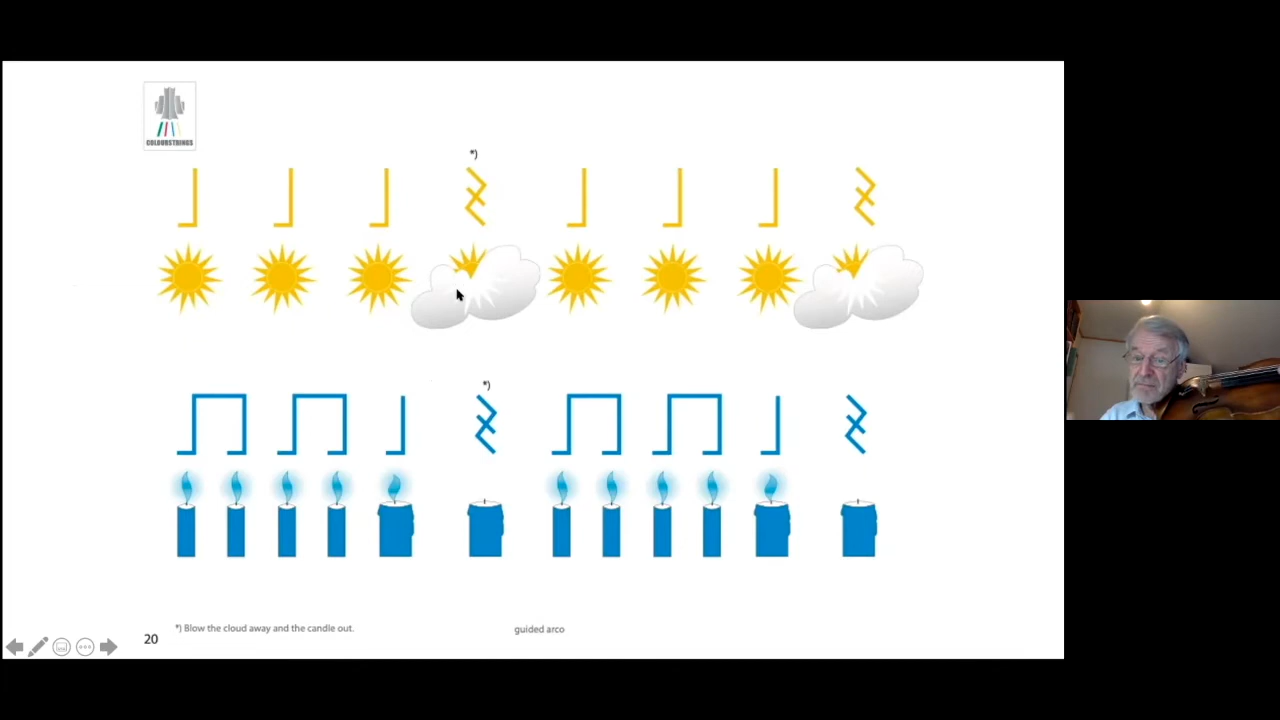 COLOURSTRINGS
*)
*)
*) Blow the cloud away and the candle out.
guided arco
20